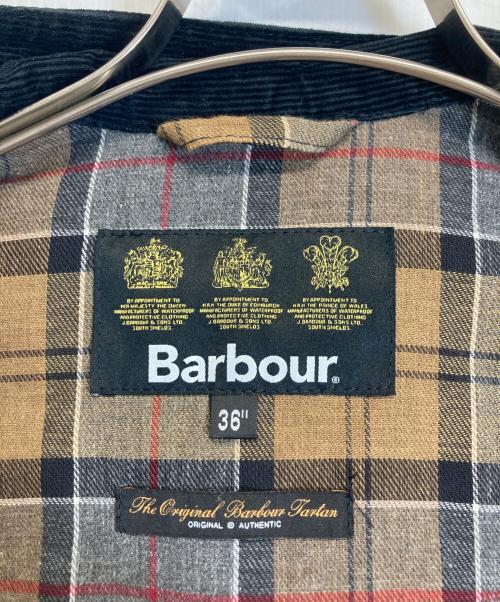 BY APPOINTMENT TO
H.M. MAJESTY THE QUEEN
MANUFACTURERS OF WATERPROOF
AND PROTECTIVE CLOTHING
J. BARBOUR & SONS LTD.
SOUTH SHIELDS
BY APPOINTMENT TO
H.R.H. THE DUKE OF EDINBURGH
MANUFACTURERS OF WATERPROOF
AND PROTECTIVE CLOTHING
J. BARBOUR & SONS LTD.
SOUTH SHIELDS
BY APPOINTMENT TO
H.R.H. THE PRINCE OF WALES
MANUFACTURERS OF WATERPROOF
AND PROTECTIVE CLOTHING
J. BARBOUR & SONS LTD.
SOUTH SHIELDS
Barbour®
36"
The Original Barbour Tartan
ORIGINAL ® AUTHENTIC